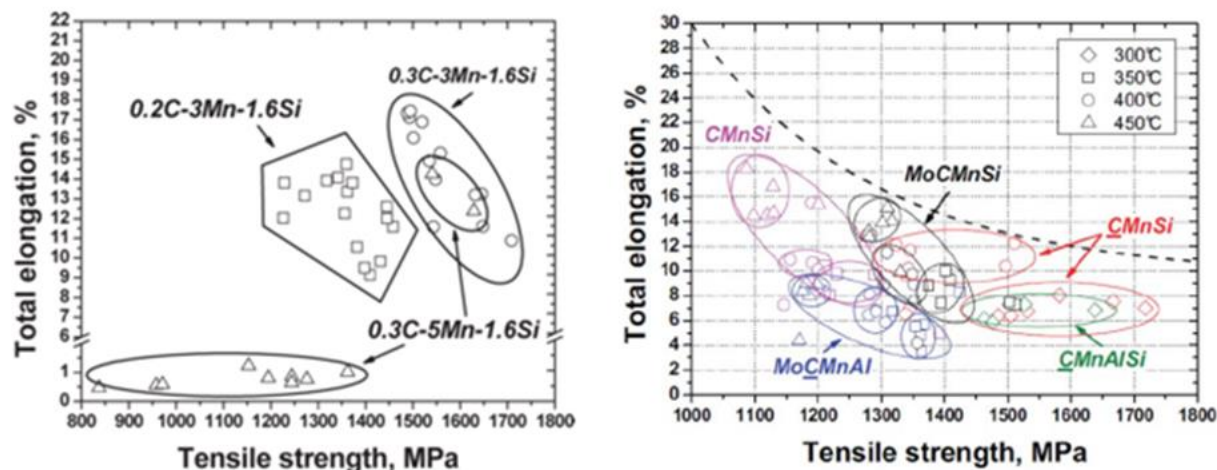 22
21
20
19
18
17
16
15
14
13
12
11
10
9
8
7
6
1
0
Total elongation, %
0.2C-3Mn-1.6Si
0.3C-3Mn-1.6Si
0.3C-5Mn-1.6Si
800 900 1000 1100 1200 1300 1400 1500 1600 1700 1800
Tensile strength, MPa
30
28
26
24
22
20
18
16
14
12
10
8
6
4
2
0
Total elongation, %
300℃
350℃
400℃
450℃
CMnSi
MoCMnSi
CMnSi
MoCMnAl
CMnAlSi
1000 1100 1200 1300 1400 1500 1600 1700 1800
Tensile strength, MPa